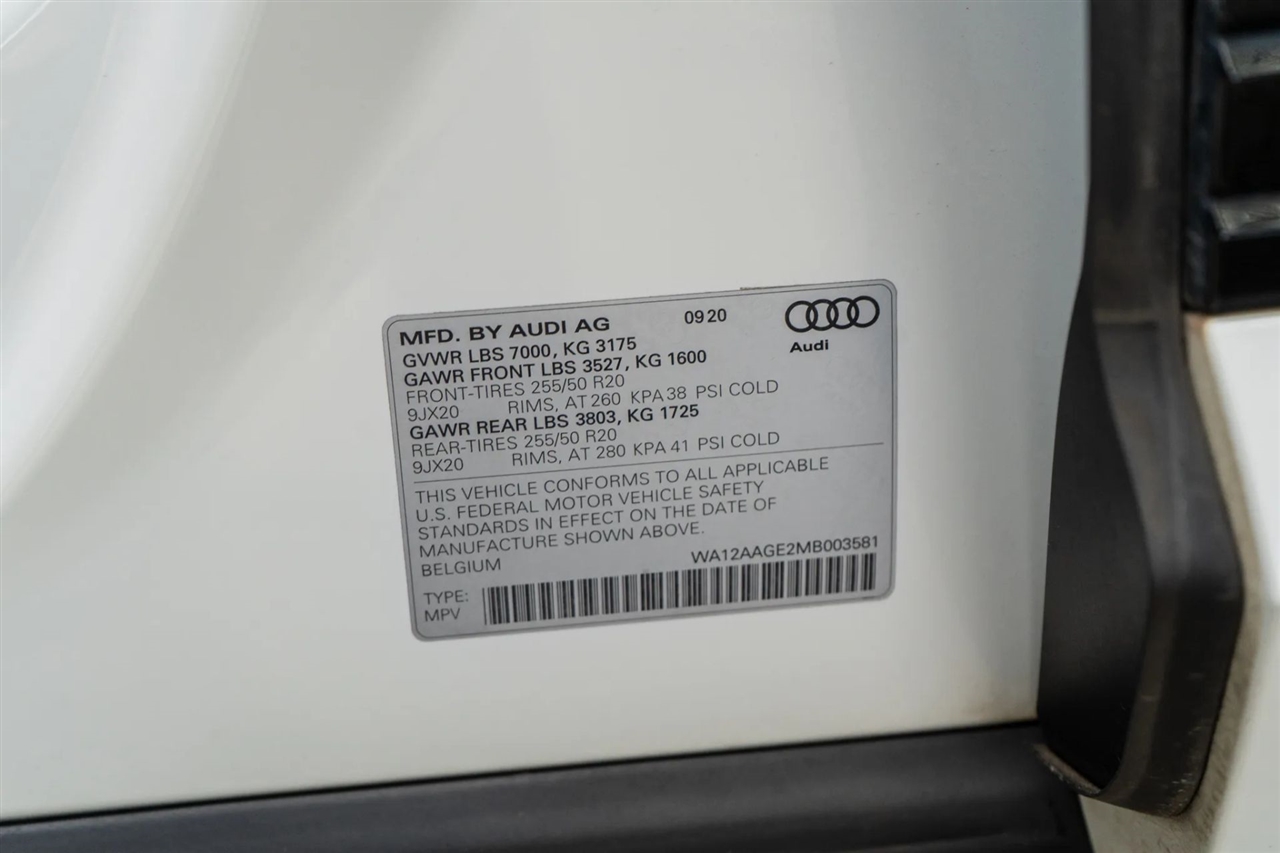 MFD. BY AUDI AG 0920
Audi
GVWR LBS 7000, KG 3175
GAWR FRONT LBS 3527, KG 1600
FRONT-TIRES 255/50 R20
9JX20 RIMS, AT 260 KPA 38 PSI COLD
GAWR REAR LBS 3803, KG 1725
REAR-TIRES 255/50 R20
9JX20 RIMS, AT 280 KPA 41 PSI COLD
THIS VEHICLE CONFORMS TO ALL APPLICABLE
U.S. FEDERAL MOTOR VEHICLE SAFETY
STANDARDS IN EFFECT ON THE DATE OF
MANUFACTURE SHOWN ABOVE.
BELGIUM WA12AAGE2MB003581
TYPE:
MPV